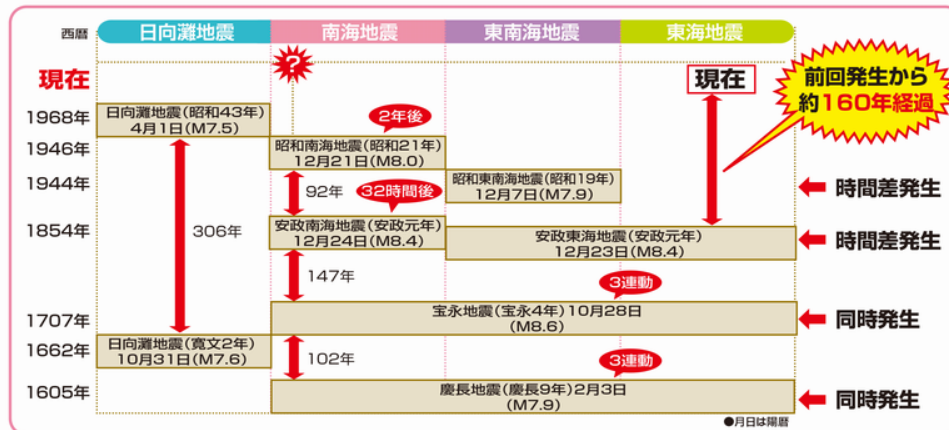 西暦
日向灘地震
南海地震
東南海地震
東海地震
現在
?
現在
前回発生から
約160年経過
1968年
日向灘地震(昭和43年)
4月1日(M7.5)
2年後
1946年
昭和南海地震(昭和21年)
12月21日(M8.0)
1944年
92年
32時間後
昭和東南海地震(昭和19年)
12月7日(M7.9)
時間差発生
306年
1854年
安政南海地震(安政元年)
12月24日(M8.4)
安政東海地震(安政元年)
12月23日(M8.4)
時間差発生
147年
3連動
1707年
宝永地震(宝永4年)10月28日
(M8.6)
同時発生
1662年
日向灘地震(寛文2年)
10月31日(M7.6)
102年
3連動
1605年
慶長地震(慶長9年)2月3日
(M7.9)
同時発生
●月日は陽暦